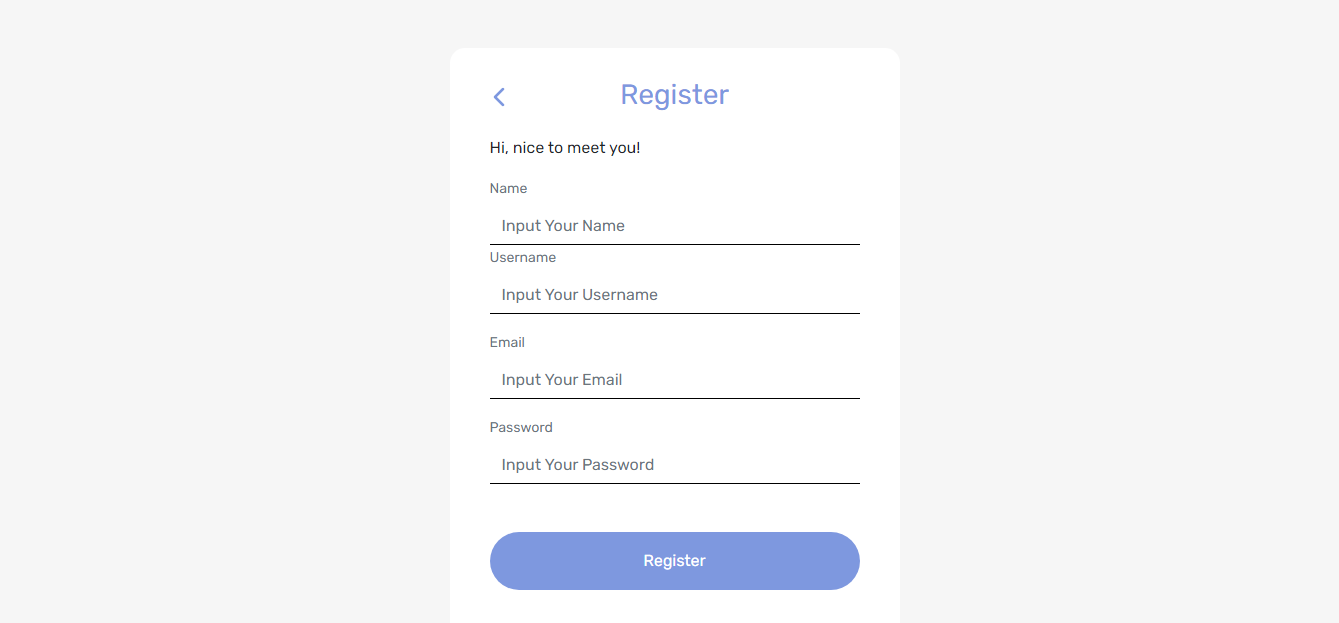 Register
Hi, nice to meet you!
Name
Input Your Name
Username
Input Your Username
Email
Input Your Email
Password
Input Your Password
Register